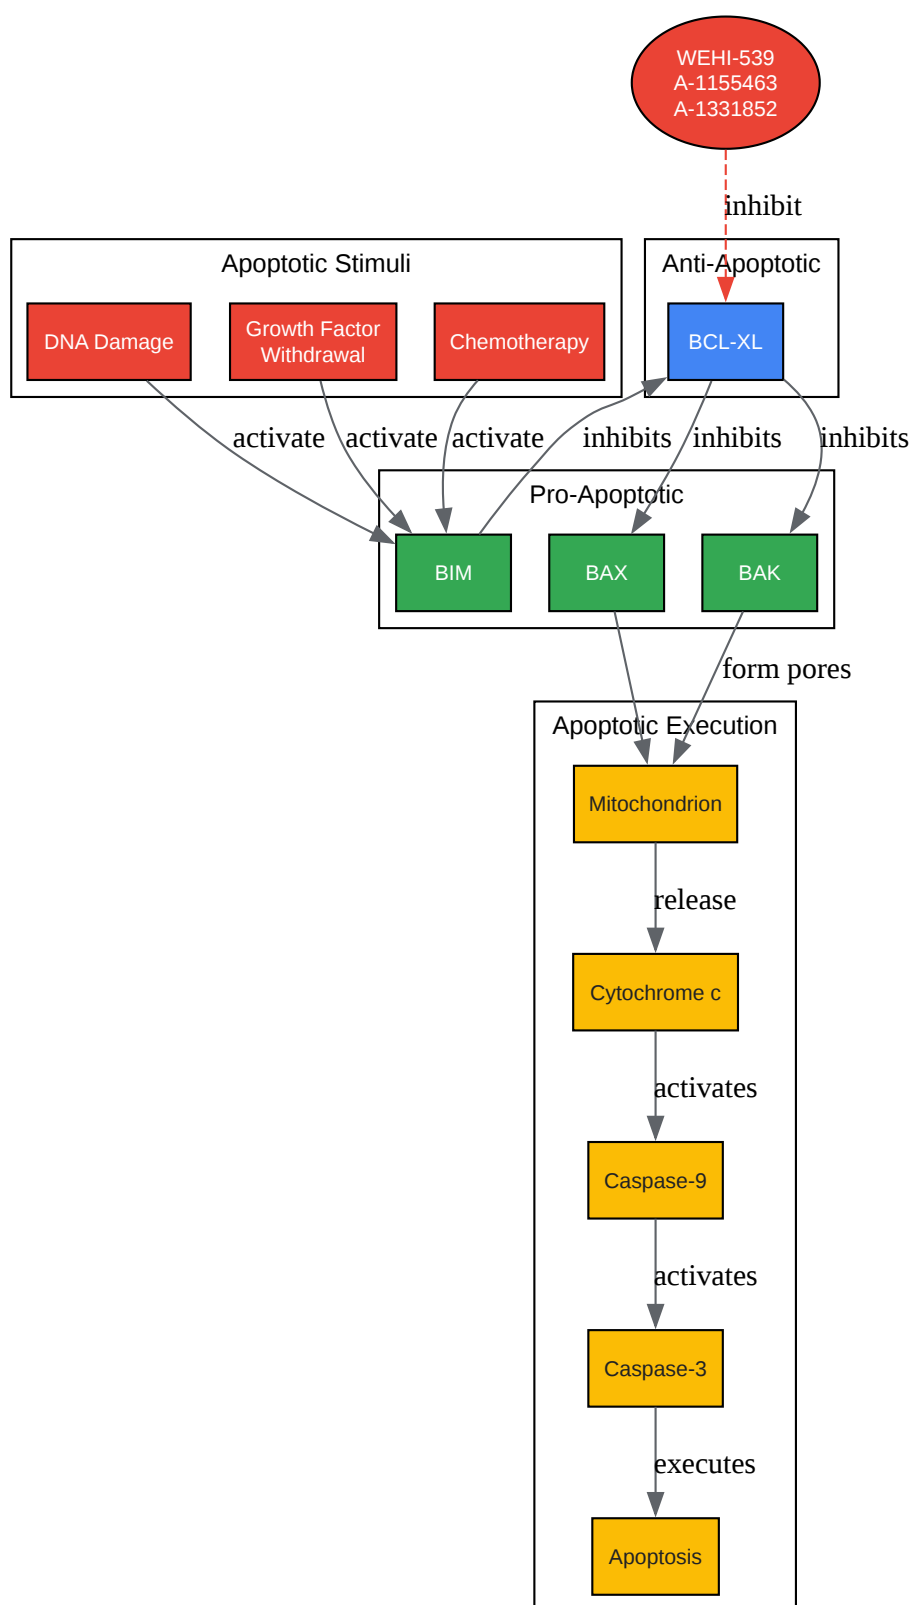 WEHI-539
A-1155463
A-1331852
inhibit
Apoptotic Stimuli
Anti-Apoptotic
DNA Damage
Growth Factor
Withdrawal
Chemotherapy
BCL-XL
activate
activate
activate
inhibits
inhibits
inhibits
Pro-Apoptotic
BIM
BAX
BAK
form pores
Apoptotic Execution
Mitochondrion
release
Cytochrome c
activates
Caspase-9
activates
Caspase-3
executes
Apoptosis